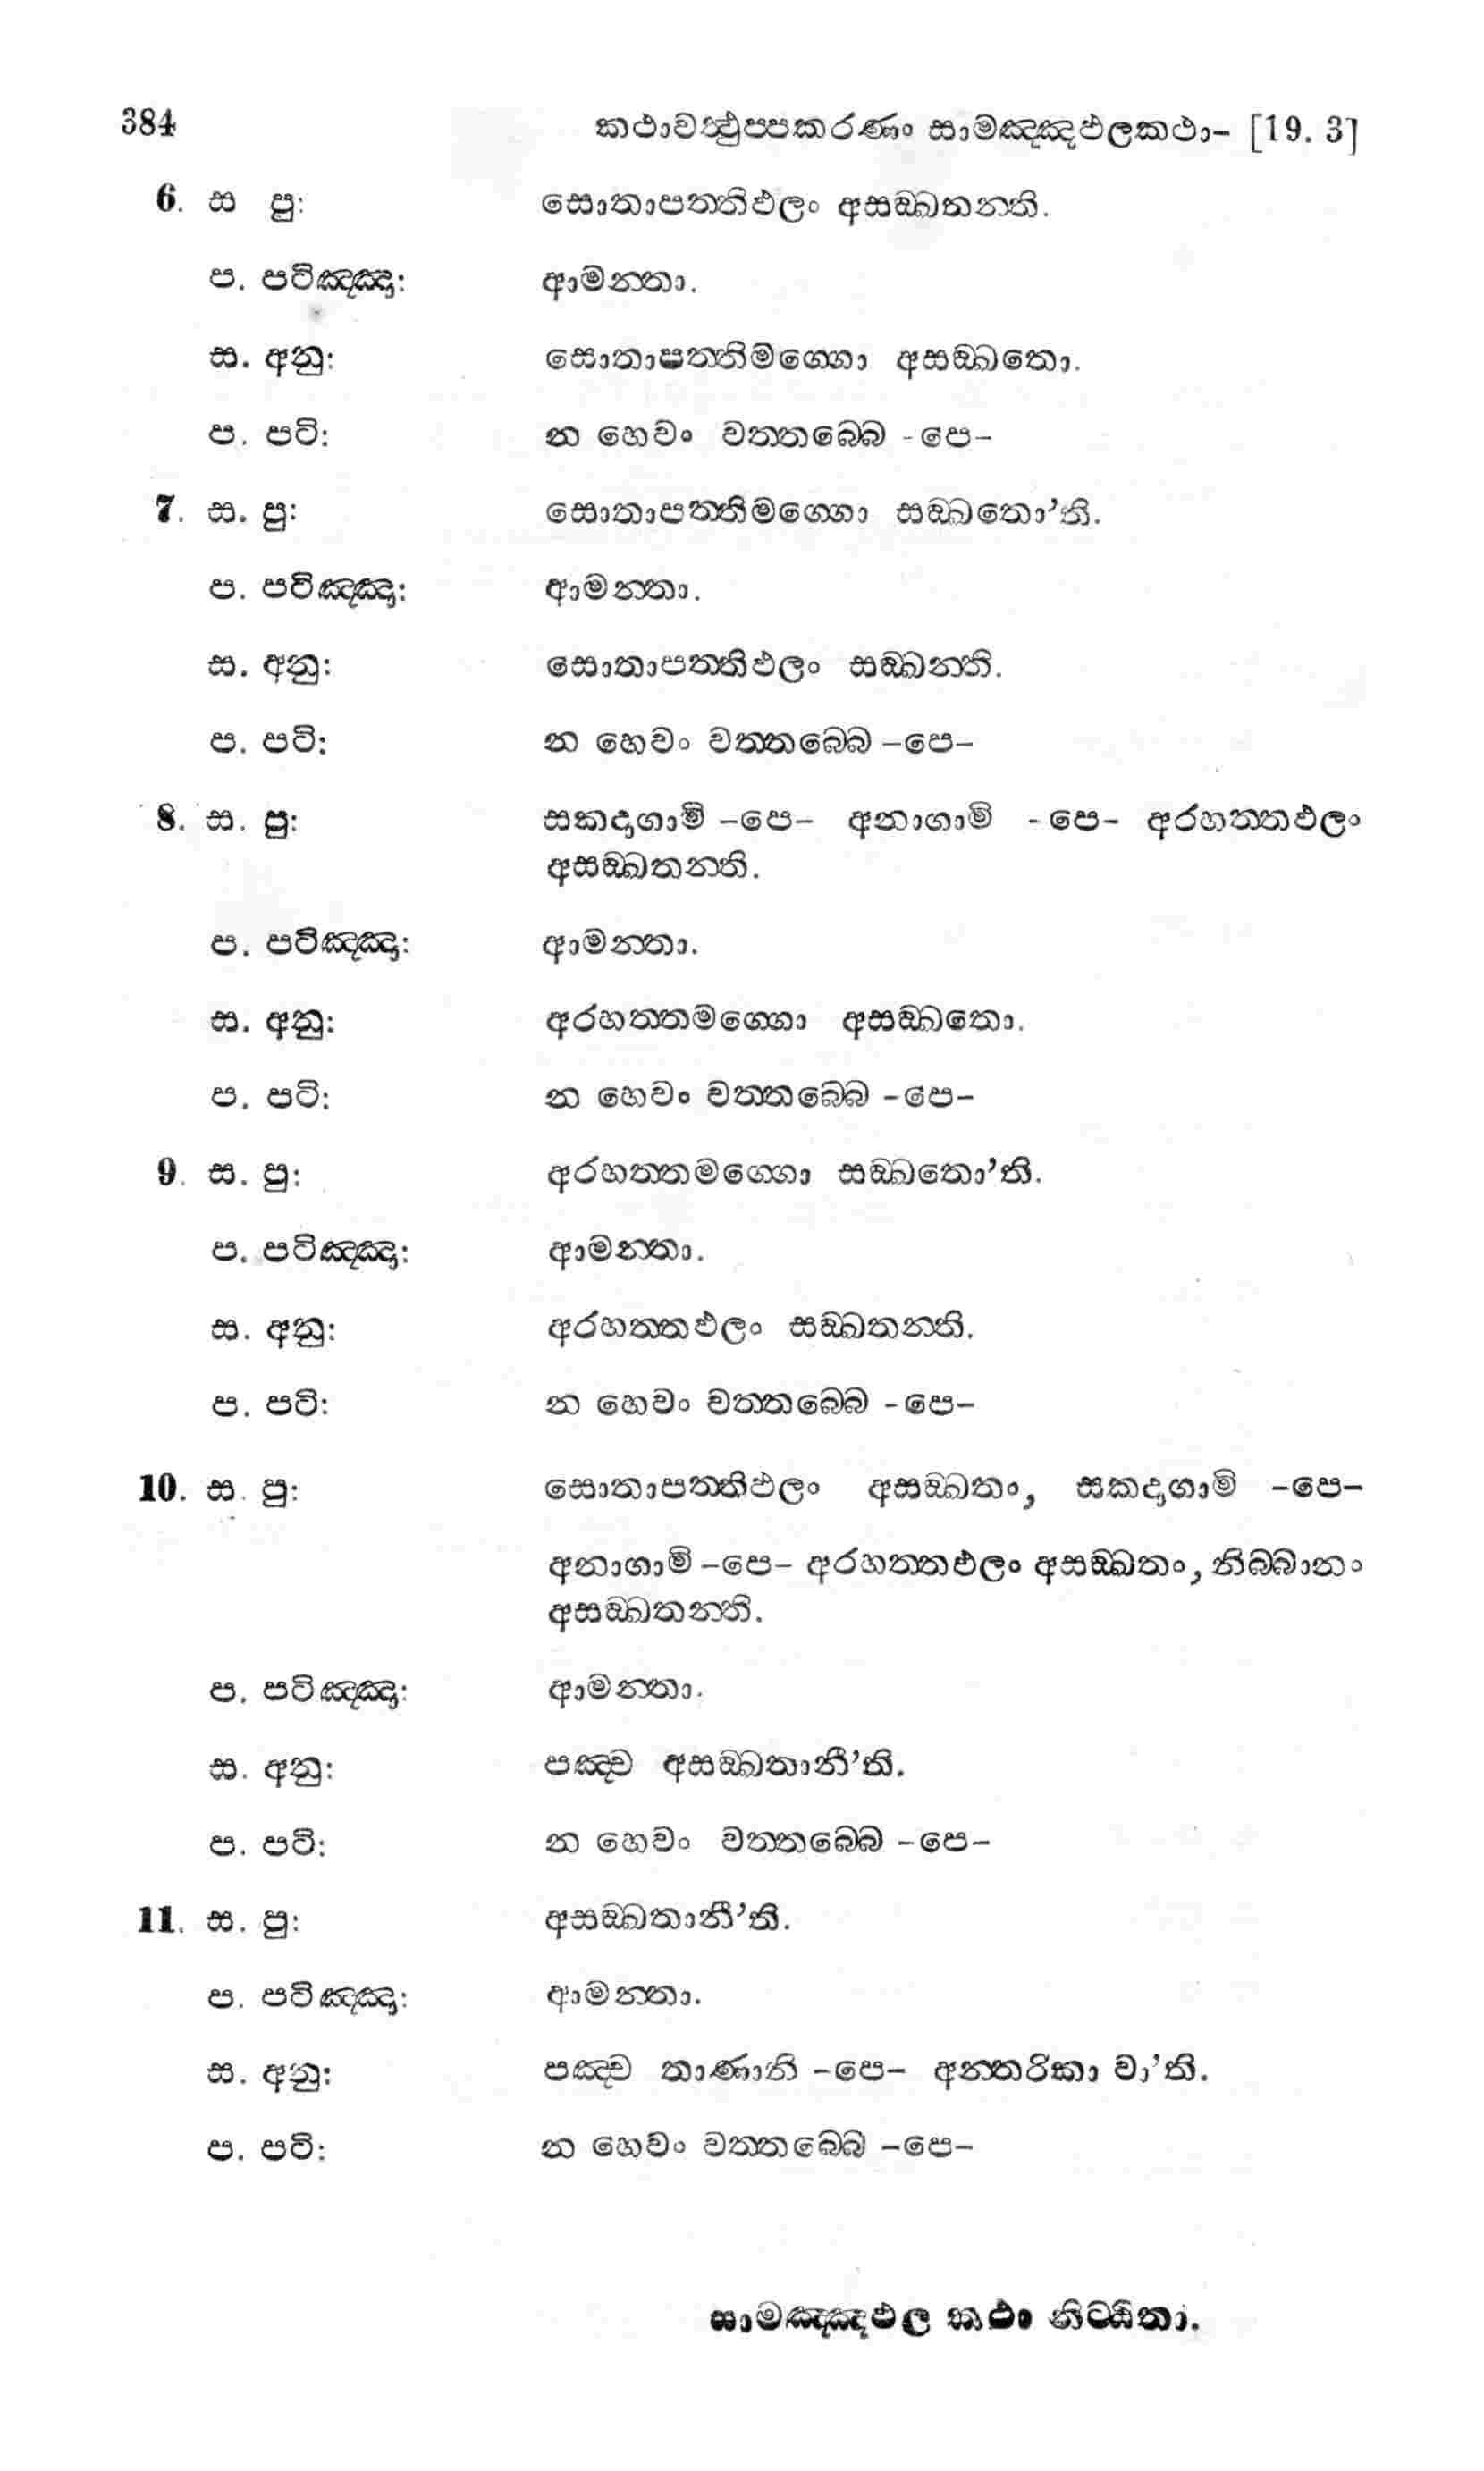 384 කථාවත්‍ථුප්පකරණං සාමඤ්ඤඵලකථා- [19. 3]
6. ස පු: සොතාපත්තිඵලං අසඞ්ඛතන්ති.
ප. පටිඤ්ඤා: ආමන්තා.
ස. අනු: සොතාපත්තිමග්ගො අසඞ්ඛතො.
ප. පටි: න හෙවං වත්තබ්බෙ -පෙ-
7. ස. පු: සොතාපත්තිමග්ගො සඞ්ඛතො'ති.
ප. පටිඤ්ඤා: ආමන්තා.
ස. අනු: සොතාපත්තිඵලං සඞ්ඛන්ති.
ප. පටි: න හෙවං වත්තබ්බෙ -පෙ-
8. ස. පු: සකදාගාමි -පෙ- අනාගාමි -පෙ- අරහත්තඵලං
අසඞ්ඛතන්ති.
ප. පටිඤ්ඤා: ආමන්තා.
ස. අනු: අරහත්තමග්ගො අසඞ්ඛතො.
ප. පටි: න හෙවං වත්තබ්බෙ -පෙ-
9. ස. පු: අරහත්තමග්ගො සඞ්ඛතො'ති.
ප. පටිඤ්ඤා: ආමන්තා.
ස. අනු: අරහත්තඵලං සඞ්ඛතන්ති.
ප. පටි: න හෙවං වත්තබ්බෙ -පෙ-
10. ස. පු: සොතාපත්තිඵලං අසඞ්ඛතං, සකදාගාමි -පෙ-
අනාගාමි -පෙ- අරහත්තඵලං අසඞ්ඛතං, නිබ්බානං
අසඞ්ඛතන්ති.
ප. පටිඤ්ඤා: ආමන්තා.
ස. අනු: පඤ්ච අසඞ්ඛතානී'ති.
ප. පටි: න හෙවං වත්තබ්බෙ -පෙ-
11. ස. පු: අසඞ්ඛතානී'ති.
ප. පටිඤ්ඤා: ආමන්තා.
ස. අනු: පඤ්ච තාණානි -පෙ- අන්තරිකා වා'ති.
ප. පටි: න හෙවං වත්තබ්බෙ -පෙ-
සාමඤ්ඤඵල කථා නිට්ඨිතා.